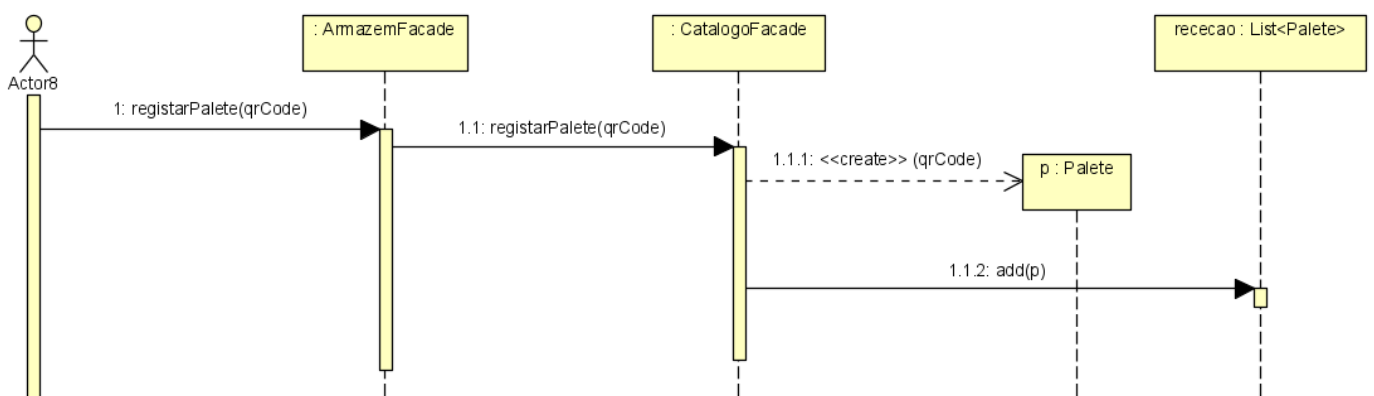 : ArmazemFacade
: CatalogoFacade
rececao : List<Palete>
Actor8
1: registarPalete(qrCode)
1.1: registarPalete(qrCode)
1.1.1: <<create>> (qrCode)
p : Palete
1.1.2: add(p)